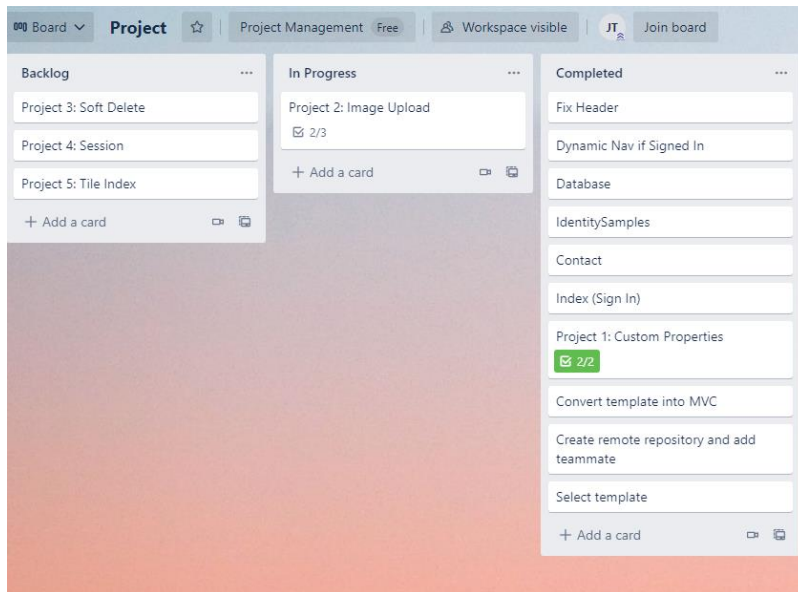 Board
Project
Project Management Free
Workspace visible
JT
Join board
Backlog
Project 3: Soft Delete
Project 4: Session
Project 5: Tile Index
+ Add a card
In Progress
Project 2: Image Upload
2/3
+ Add a card
Completed
Fix Header
Dynamic Nav if Signed In
Database
IdentitySamples
Contact
Index (Sign In)
Project 1: Custom Properties
2/2
Convert template into MVC
Create remote repository and add
teammate
Select template
+ Add a card